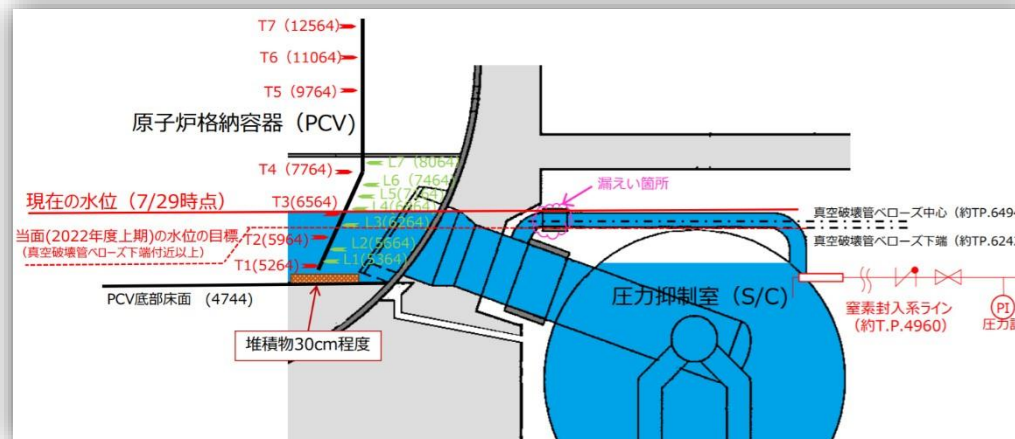 T7 (12564)
T6 (11064)
T5 (9764)
原子炉格納容器（PCV)
T4 (7764)
L7 (8064)
L6 (7464)
現在の水位（7/29時点）
T3(6564)
漏えい箇所
真空破壊管ベローズ中心（約TP.6494
当面(2022年度上期)の水位の目標
(真空破壊管ベローズ下端付近以上)
T2(5964)
L3(6264)
L2(5664)
真空破壊管ベローズ下端（約TP.624
T1(5264)
L1(5364)
PCV底部床面 (4744)
圧力抑制室（S/C）
窒素封入系ライン
(約T.P.4960)
PI
堆積物30cm程度